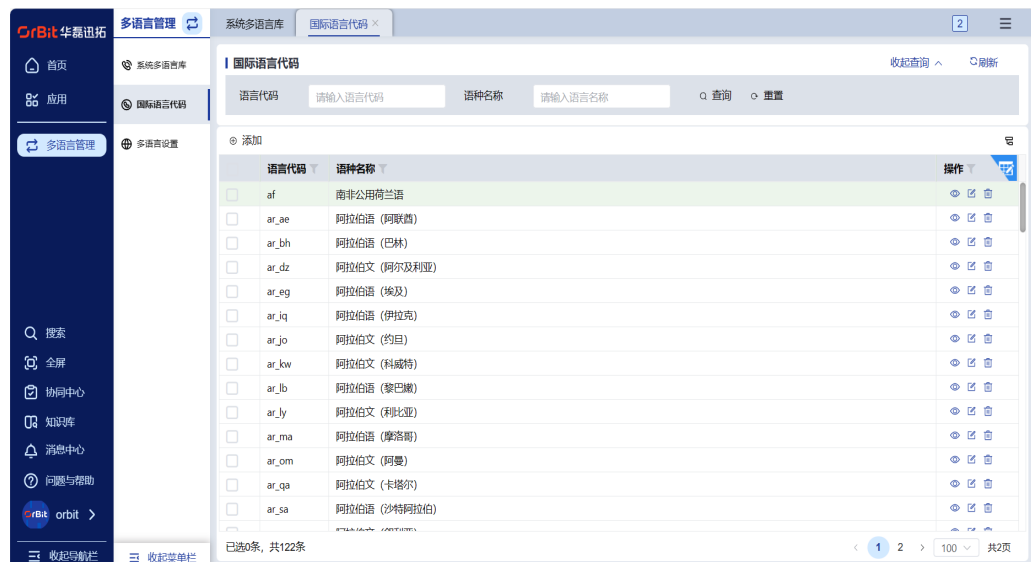 OrBit 华磊迅拓
首页
应用
多语言管理
搜索
全屏
协同中心
知识库
消息中心
问题与帮助
OrBit orbit
收起导航栏
多语言管理
系统多语言库
国际语言代码
多语言设置
收起菜单栏
系统多语言库 国际语言代码 × 2
国际语言代码 收起查询 刷新
语言代码 请输入语言代码 语种名称 请输入语言名称 查询 重置
添加
语言代码 语种名称 操作
af 南非公用荷兰语
ar_ae 阿拉伯语 (阿联酋)
ar_bh 阿拉伯语 (巴林)
ar_dz 阿拉伯文 (阿尔及利亚)
ar_eg 阿拉伯语 (埃及)
ar_iq 阿拉伯语 (伊拉克)
ar_jo 阿拉伯文 (约旦)
ar_kw 阿拉伯文 (科威特)
ar_lb 阿拉伯语 (黎巴嫩)
ar_ly 阿拉伯文 (利比亚)
ar_ma 阿拉伯语 (摩洛哥)
ar_om 阿拉伯文 (阿曼)
ar_qa 阿拉伯文 (卡塔尔)
ar_sa 阿拉伯语 (沙特阿拉伯)
已选0条，共122条 1 2 100 共2页